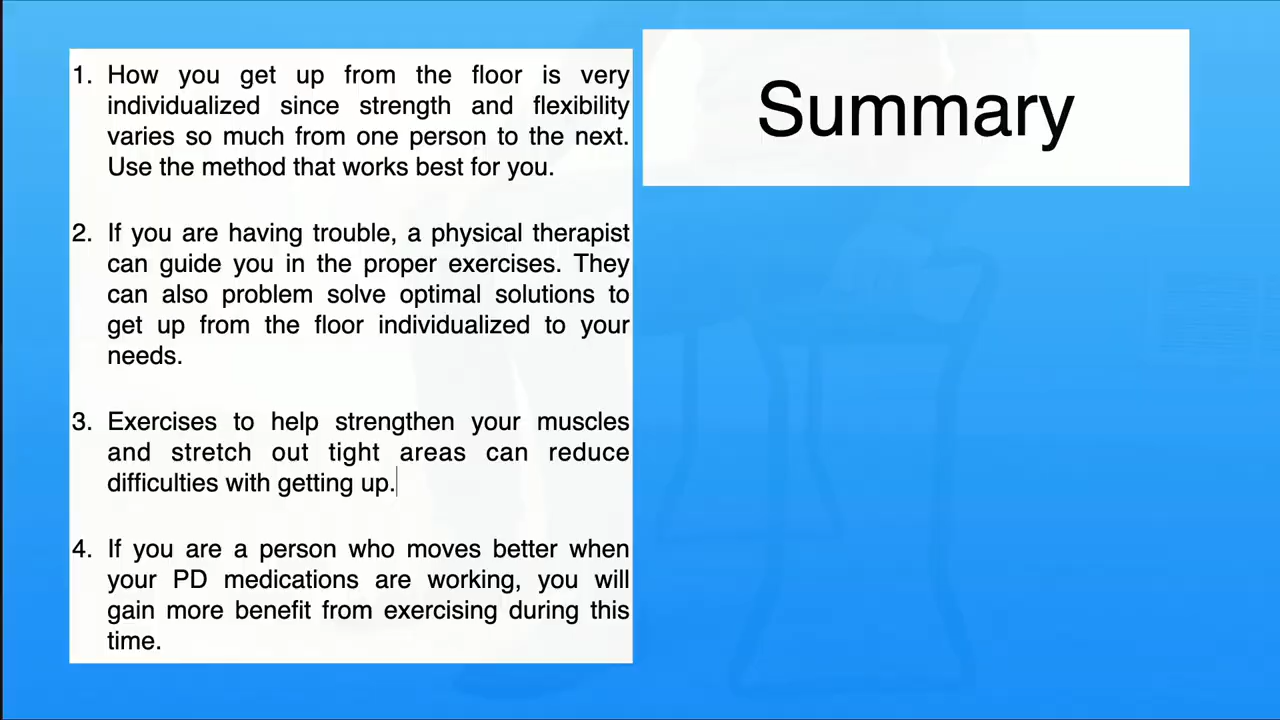 1. How you get up from the floor is very
individualized since strength and flexibility
varies so much from one person to the next.
Use the method that works best for you.
2. If you are having trouble, a physical therapist
can guide you in the proper exercises. They
can also problem solve optimal solutions to
get up from the floor individualized to your
needs.
3. Exercises to help strengthen your muscles
and stretch out tight areas can reduce
difficulties with getting up.
4. If you are a person who moves better when
your PD medications are working, you will
gain more benefit from exercising during this
time.
Summary